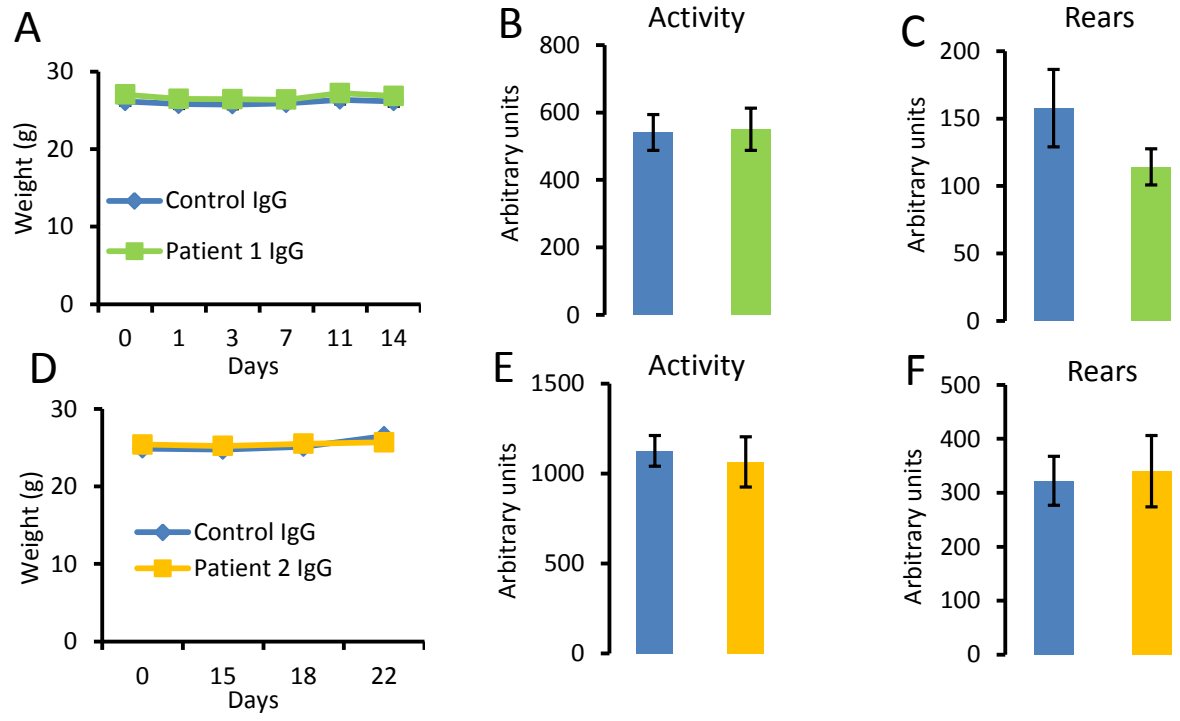 A
Weight (g)
30
20
10
0
Control IgG
Patient 1 IgG
0 1 3 7 11 14
Days
B
Activity
Arbitrary units
800
600
400
200
0
C
Rears
Arbitrary units
200
150
100
50
0
D
Weight (g)
30
20
10
0
Control IgG
Patient 2 IgG
0 15 18 22
Days
E
Activity
Arbitrary units
1500
1000
500
0
F
Rears
Arbitrary units
500
400
300
200
100
0